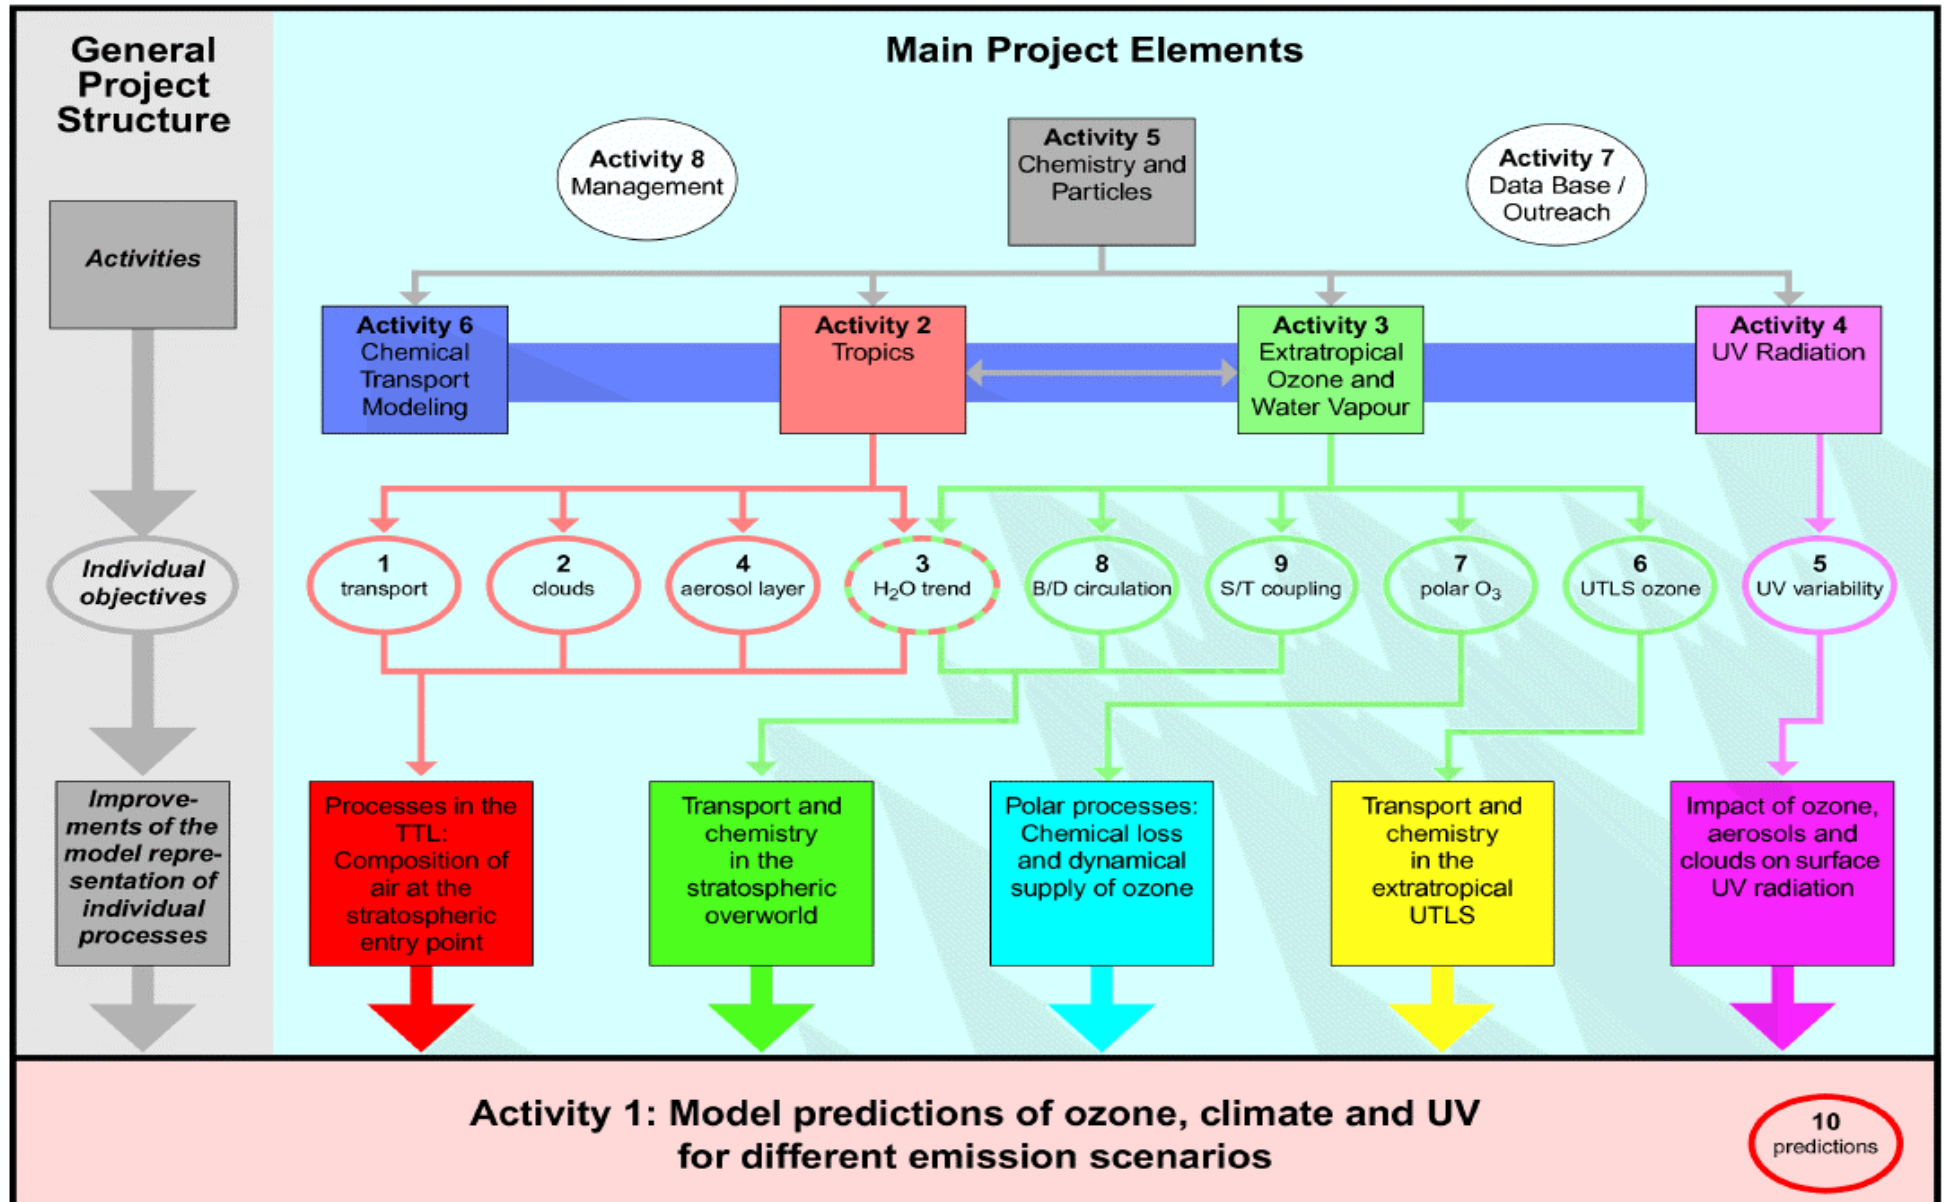 General
Project
Structure
Activities
Individual
objectives
Improve-
ments of the
model repre-
sentation of
individual
processes
Main Project Elements
Activity 8
Management
Activity 5
Chemistry and
Particles
Activity 7
Data Base /
Outreach
Activity 6
Chemical
Transport
Modeling
Activity 2
Tropics
Activity 3
Extratropical
Ozone and
Water Vapour
Activity 4
UV Radiation
1
transport
2
clouds
4
aerosol layer
3
H₂O trend
8
B/D circulation
9
S/T coupling
7
polar O₃
6
UTLS ozone
5
UV variability
Processes in the
TTL:
Composition of
air at the
stratospheric
entry point
Transport and
chemistry
in the
stratospheric
overworld
Polar processes:
Chemical loss
and dynamical
supply of ozone
Transport and
chemistry
in the
extratropical
UTLS
Impact of ozone,
aerosols and
clouds on surface
UV radiation
Activity 1: Model predictions of ozone, climate and UV
for different emission scenarios
10
predictions